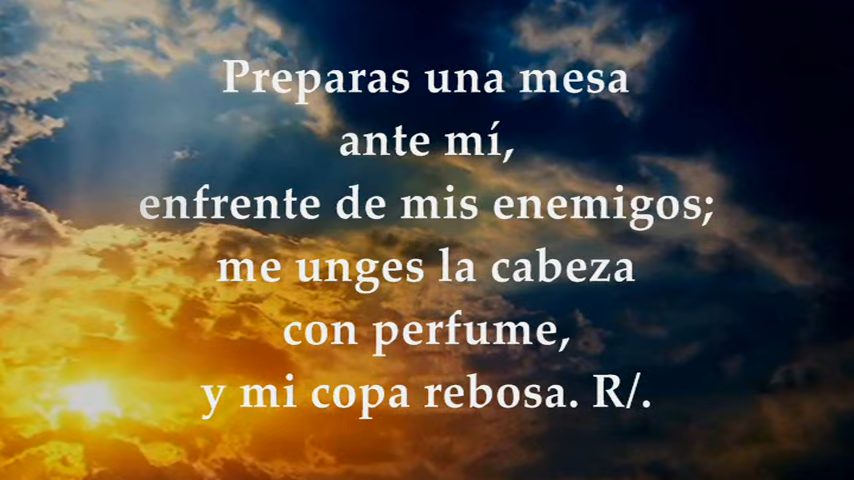 Preparas una mesa
ante mí,
enfrente de mis enemigos;
me unges la cabeza
con perfume,
y mi copa rebosa. R/.